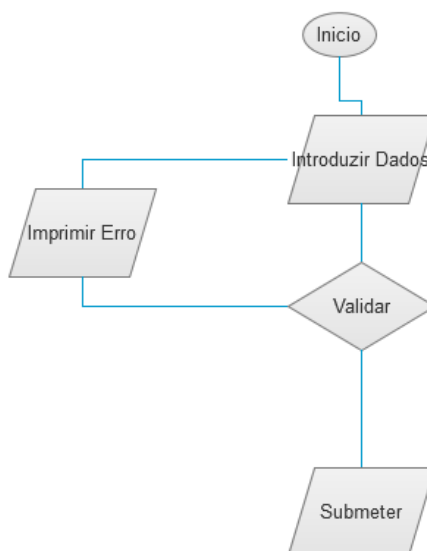 Inicio
Introduzir Dados
Imprimir Erro
Validar
Submeter